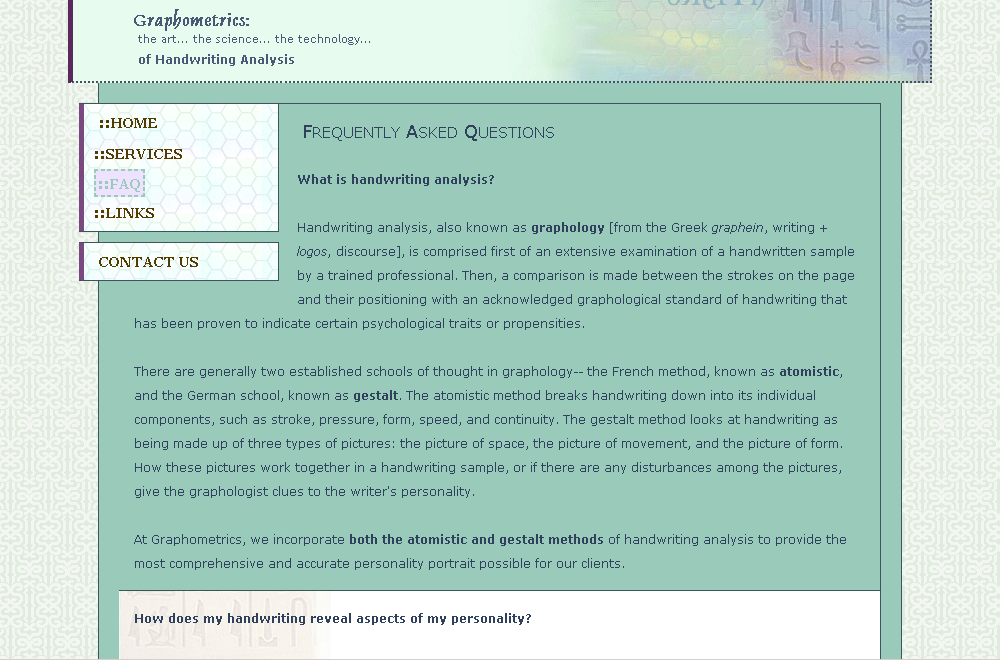 Graphometrics:
the art... the science... the technology...
of Handwriting Analysis
::HOME
::SERVICES
::FAQ
::LINKS
CONTACT US
Frequently Asked Questions
What is handwriting analysis?
Handwriting analysis, also known as graphology [from the Greek graphein, writing +
logos, discourse], is comprised first of an extensive examination of a handwritten sample
by a trained professional. Then, a comparison is made between the strokes on the page
and their positioning with an acknowledged graphological standard of handwriting that
has been proven to indicate certain psychological traits or propensities.
There are generally two established schools of thought in graphology-- the French method, known as atomistic,
and the German school, known as gestalt. The atomistic method breaks handwriting down into its individual
components, such as stroke, pressure, form, speed, and continuity. The gestalt method looks at handwriting as
being made up of three types of pictures: the picture of space, the picture of movement, and the picture of form.
How these pictures work together in a handwriting sample, or if there are any disturbances among the pictures,
give the graphologist clues to the writer's personality.
At Graphometrics, we incorporate both the atomistic and gestalt methods of handwriting analysis to provide the
most comprehensive and accurate personality portrait possible for our clients.
How does my handwriting reveal aspects of my personality?